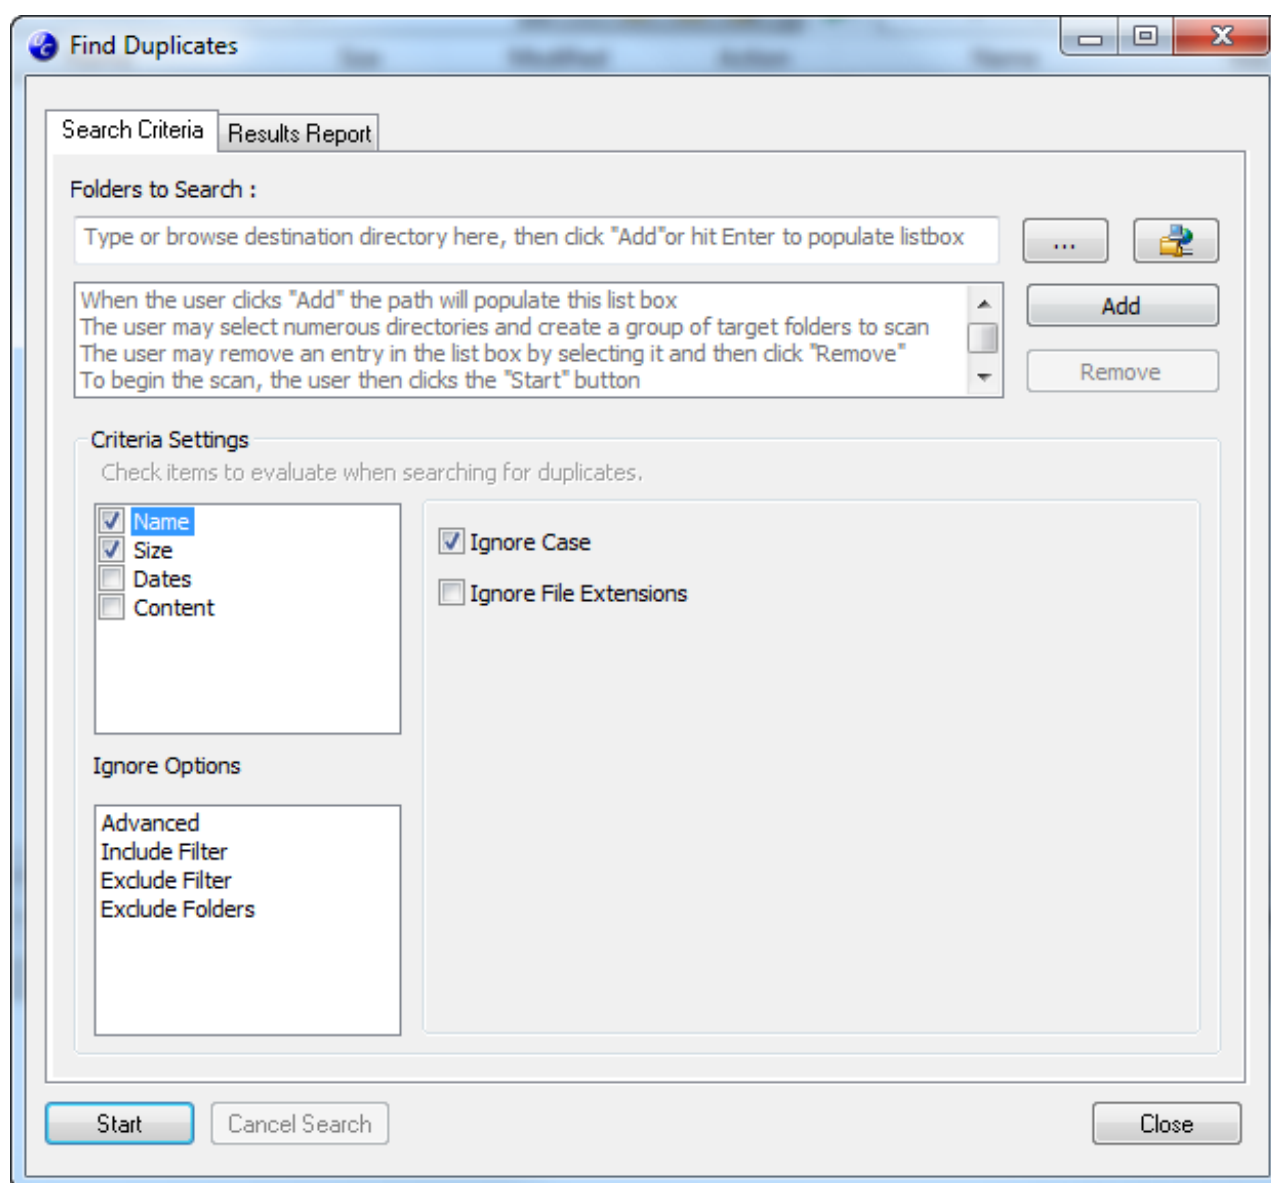 Find Duplicates
Search Criteria
Results Report
Folders to Search :
Type or browse destination directory here, then click "Add"or hit Enter to populate listbox
...
When the user clicks "Add" the path will populate this list box
The user may select numerous directories and create a group of target folders to scan
The user may remove an entry in the list box by selecting it and then click "Remove"
To begin the scan, the user then clicks the "Start" button
Add
Remove
Criteria Settings
Check items to evaluate when searching for duplicates.
Name
Size
Dates
Content
Ignore Case
Ignore File Extensions
Ignore Options
Advanced
Include Filter
Exclude Filter
Exclude Folders
Start
Cancel Search
Close